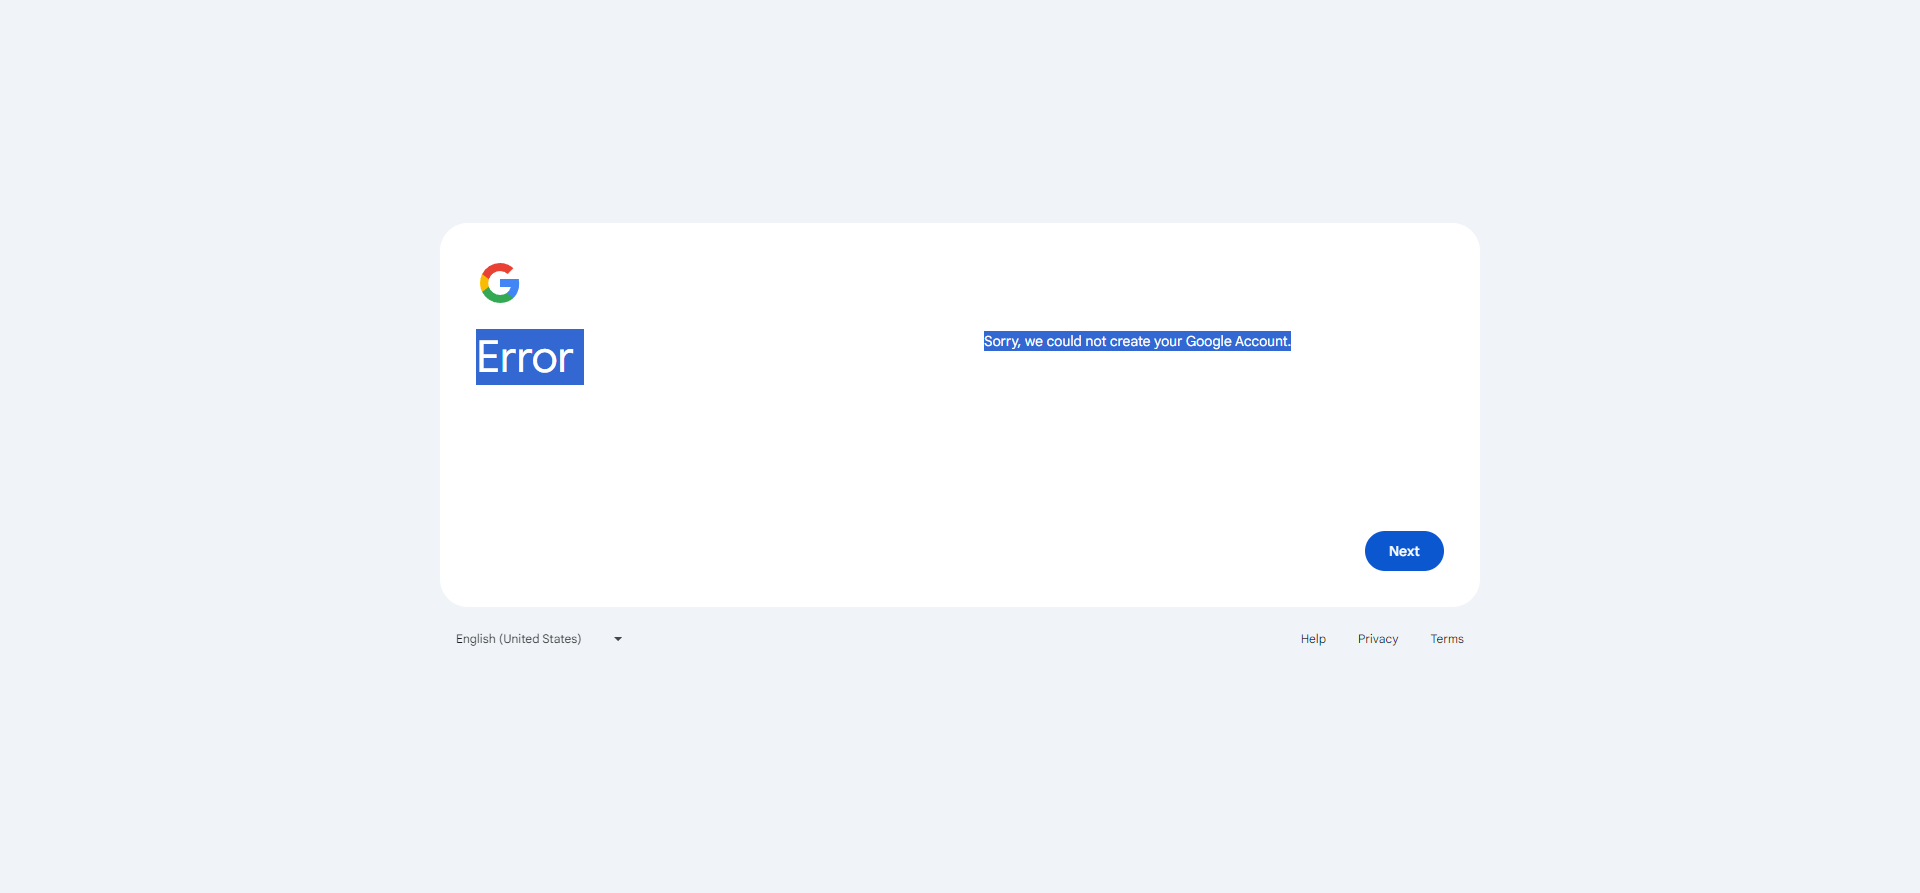 Error
Sorry, we could not create your Google Account.
Next
English (United States)
Help
Privacy
Terms